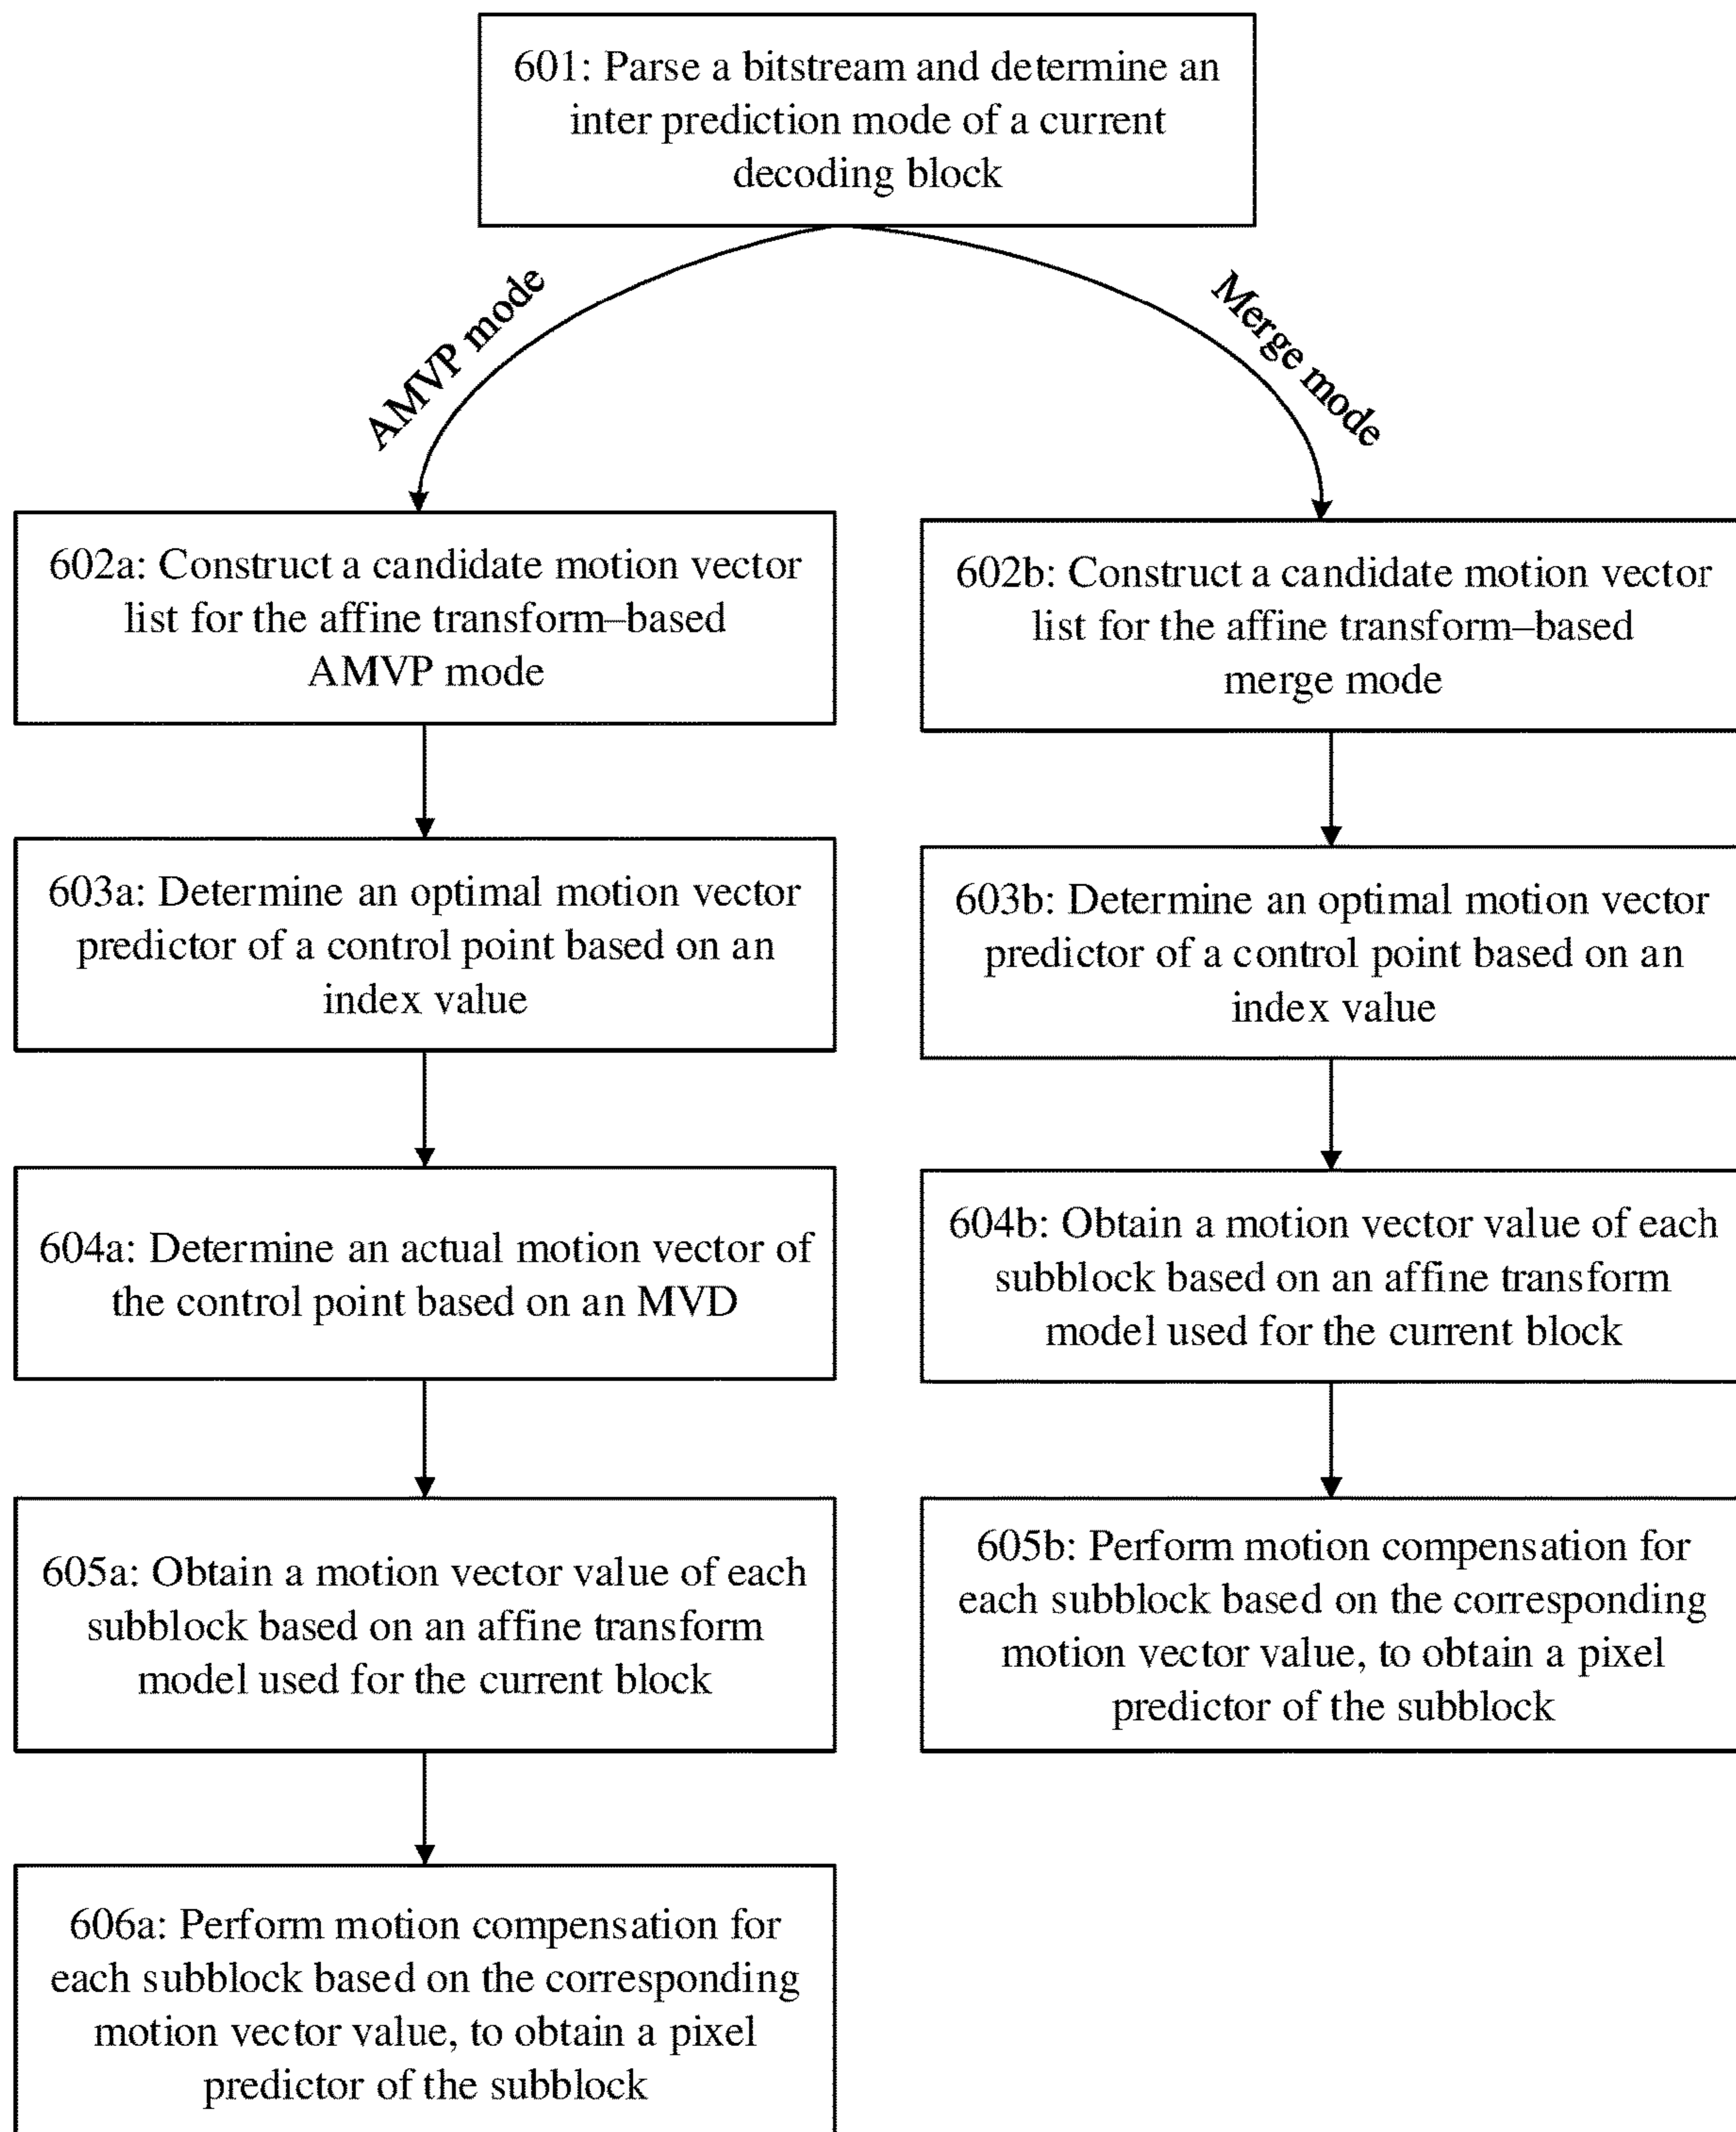 601: Parse a bitstream and determine an
inter prediction mode of a current
decoding block
AMVP mode
Merge mode
602a: Construct a candidate motion vector
list for the affine transform–based
AMVP mode
603a: Determine an optimal motion vector
predictor of a control point based on an
index value
604a: Determine an actual motion vector of
the control point based on an MVD
605a: Obtain a motion vector value of each
subblock based on an affine transform
model used for the current block
606a: Perform motion compensation for
each subblock based on the corresponding
motion vector value, to obtain a pixel
predictor of the subblock
602b: Construct a candidate motion vector
list for the affine transform–based
merge mode
603b: Determine an optimal motion vector
predictor of a control point based on an
index value
604b: Obtain a motion vector value of each
subblock based on an affine transform
model used for the current block
605b: Perform motion compensation for
each subblock based on the corresponding
motion vector value, to obtain a pixel
predictor of the subblock